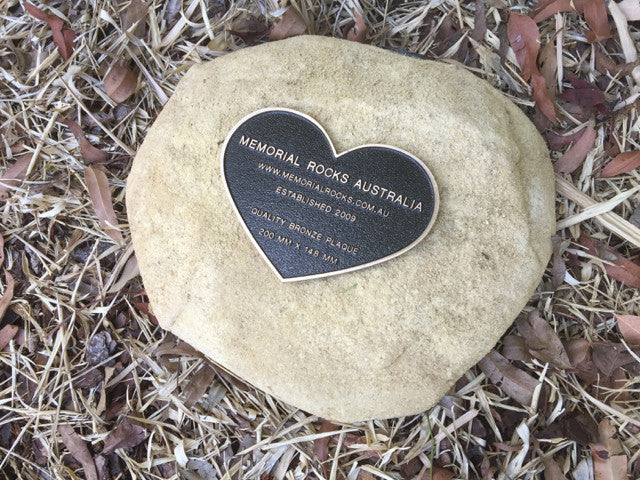 MEMORIAL ROCKS AUSTRALIA
WWW.MEMORIALROCKS.COM.AU
ESTABLISHED 2009
QUALITY BRONZE PLAQUE
200 MM X 148 MM